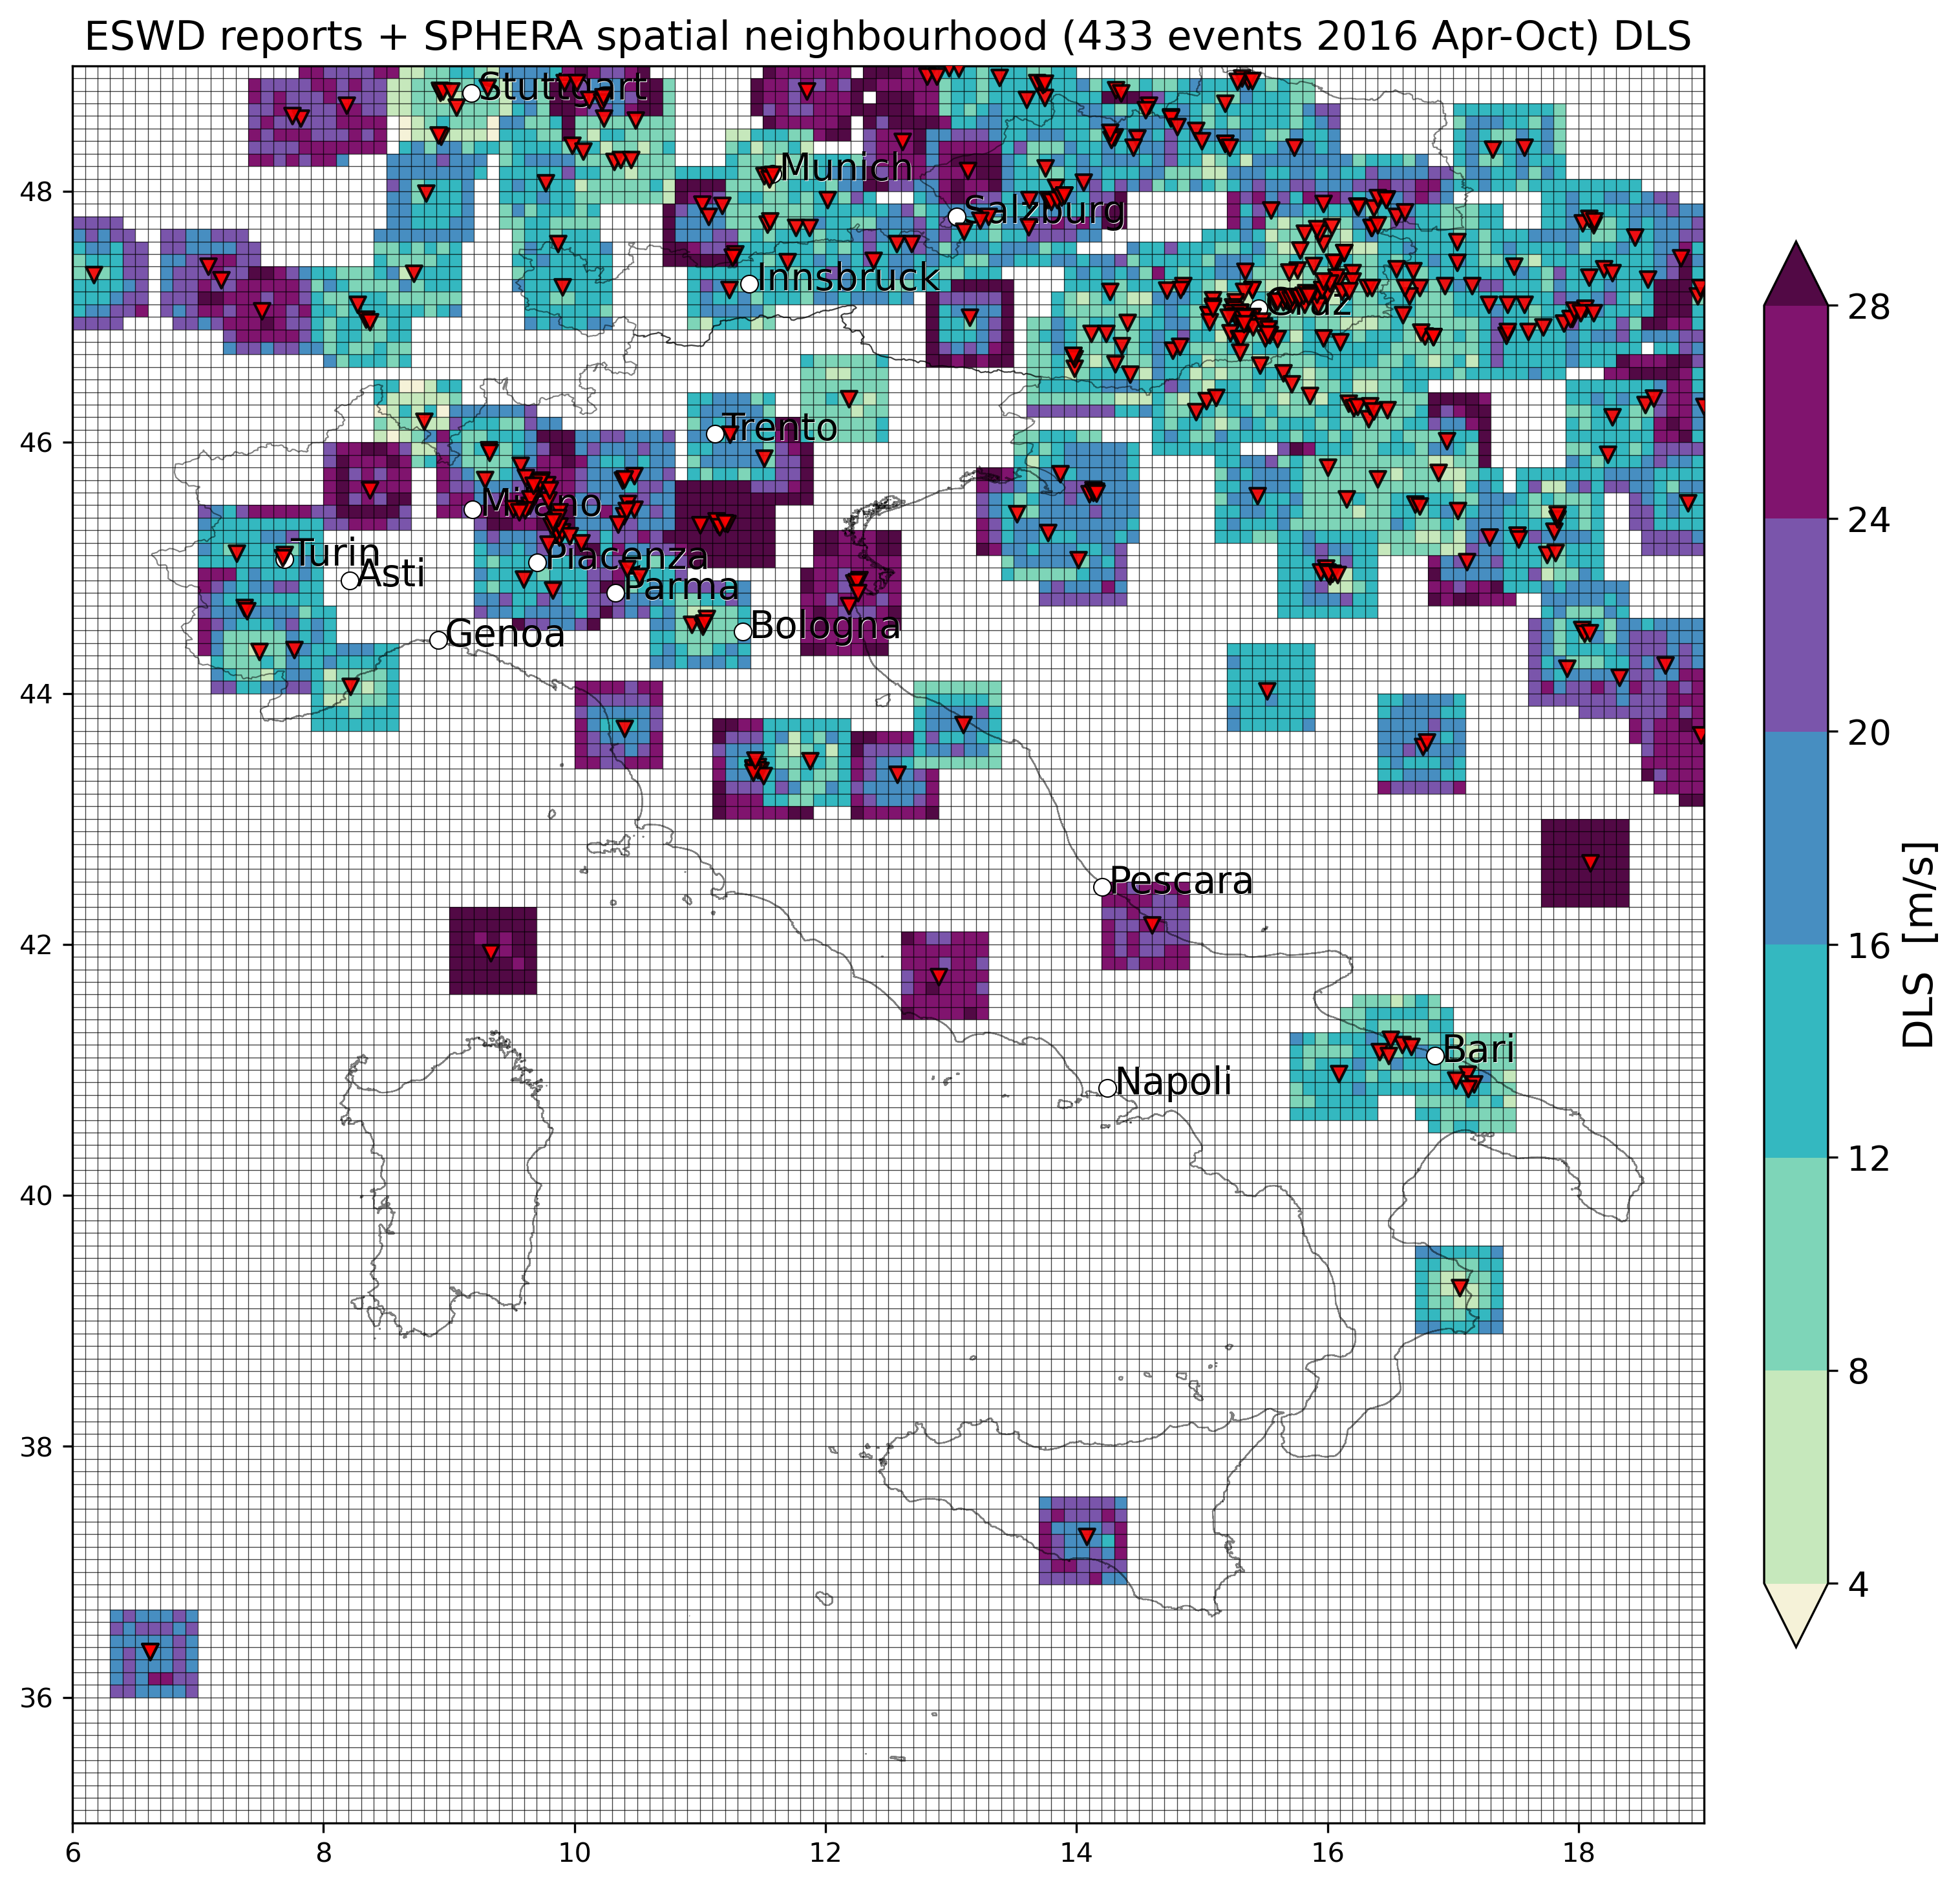 ESWD reports + SPHERA spatial neighbourhood (433 events 2016 Apr-Oct) DLS
Stuttgart
Munich
Salzburg
Innsbruck
Graz
Trento
Milano
Turin
Piacenza
Asti
Parma
Bologna
Genoa
Pescara
Bari
Napoli
48
46
44
42
40
38
36
6 8 10 12 14 16 18
28
24
20
16
12
8
4
DLS [m/s]